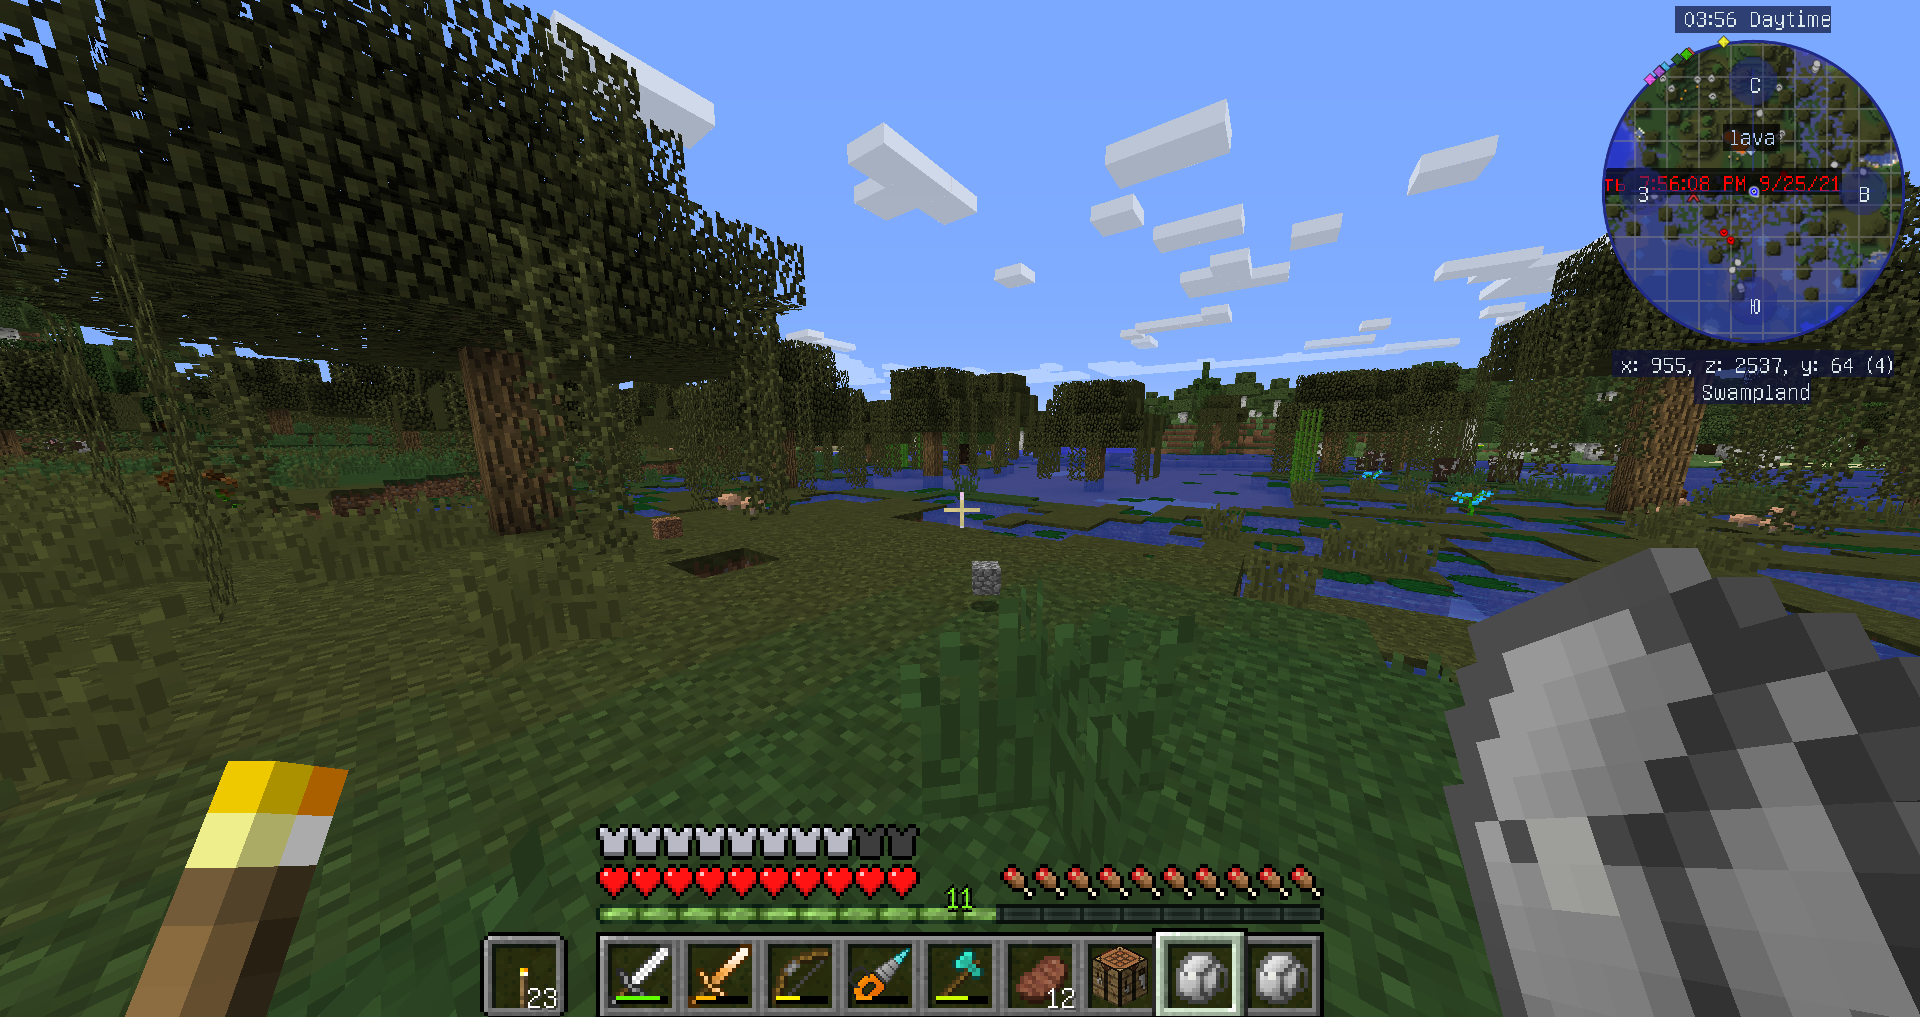 03:56 Daytime
С
lava
ть 7:56:08 PM 9/25/21
З
В
Ю
x: 955, z: 2537, y: 64 (4)
Swampland
11
23
12